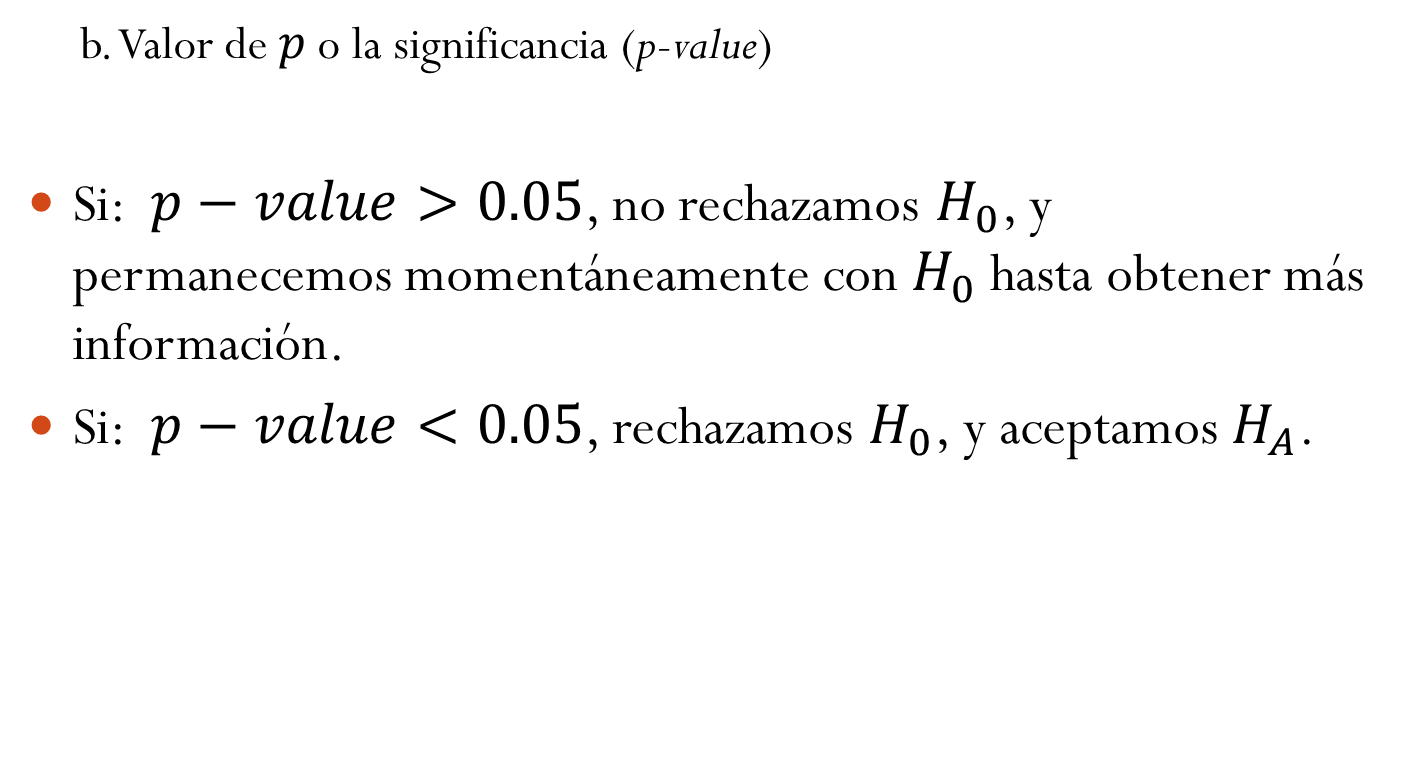 b. Valor de p o la significancia (p-value)
• Si: p − value > 0.05, no rechazamos H₀, y
permanecemos momentáneamente con H₀ hasta obtener más
información.
• Si: p − value < 0.05, rechazamos H₀, y aceptamos H_A.